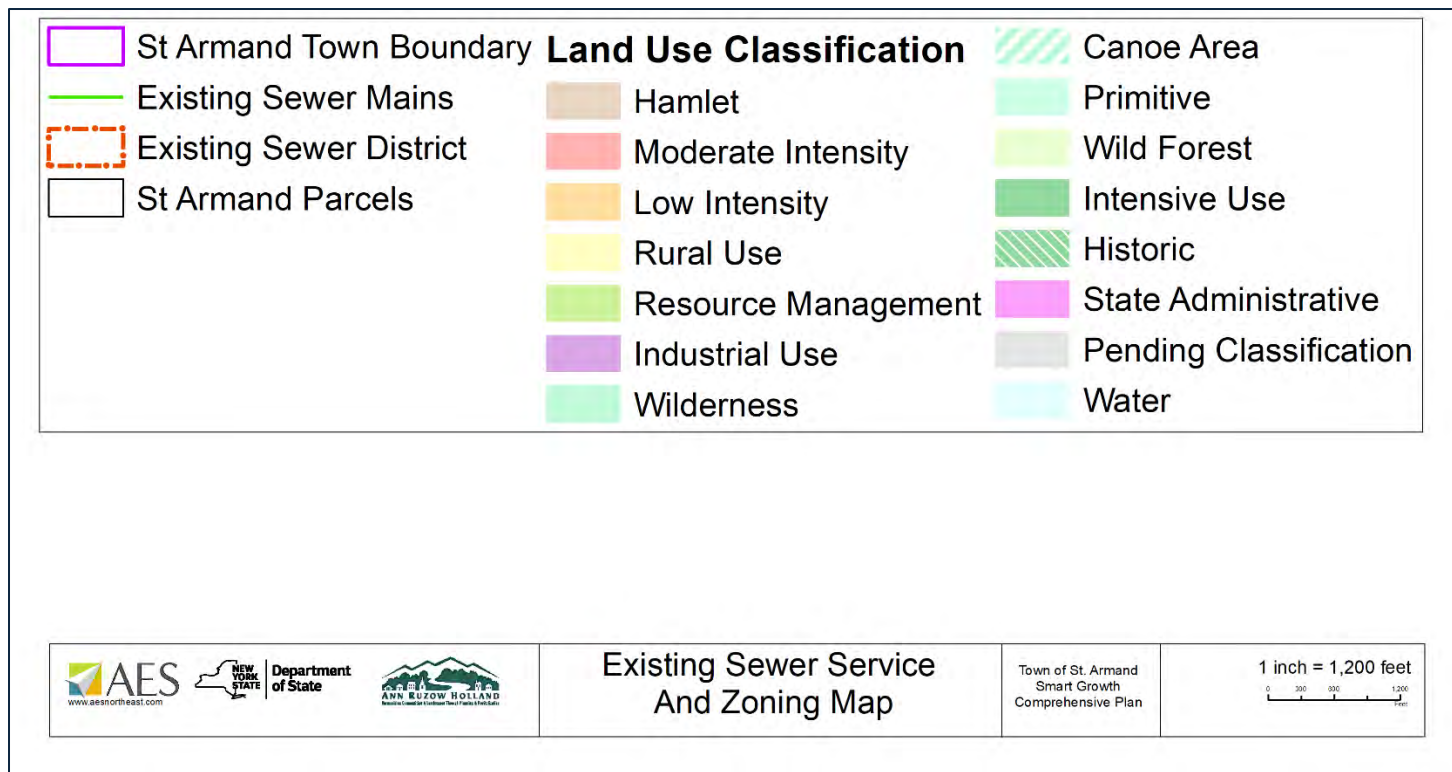 St Armand Town Boundary
Existing Sewer Mains
Existing Sewer District
St Armand Parcels
Land Use Classification
Hamlet
Moderate Intensity
Low Intensity
Rural Use
Resource Management
Industrial Use
Wilderness
Canoe Area
Primitive
Wild Forest
Intensive Use
Historic
State Administrative
Pending Classification
Water
AES
www.aesnortheast.com
NEW
YORK
STATE
Department
of State
ANN RUZOW HOLLAND
Existing Sewer Service
And Zoning Map
Town of St. Armand
Smart Growth
Comprehensive Plan
1 inch = 1,200 feet
0 300 600 1,200
Feet